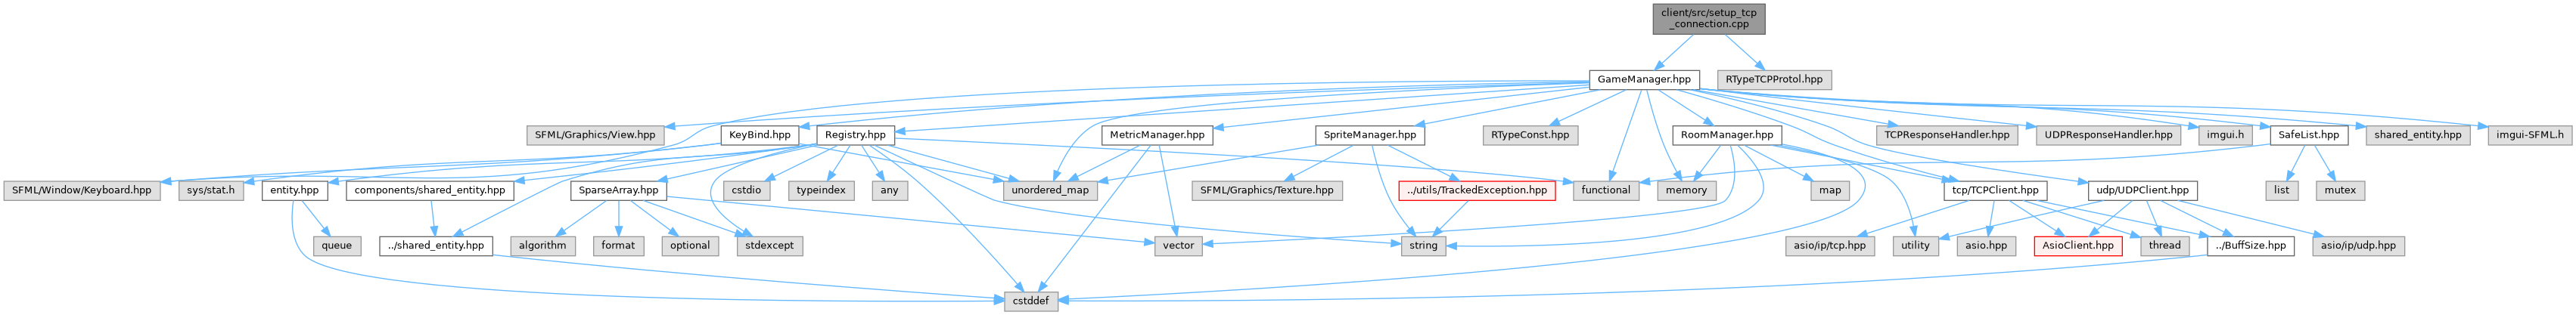 client/src/setup_tcp
_connection.cpp
GameManager.hpp
RTypeTCPProtol.hpp
SFML/Graphics/View.hpp
KeyBind.hpp
Registry.hpp
MetricManager.hpp
SpriteManager.hpp
RTypeConst.hpp
RoomManager.hpp
TCPResponseHandler.hpp
UDPResponseHandler.hpp
imgui.h
SafeList.hpp
shared_entity.hpp
imgui-SFML.h
SFML/Window/Keyboard.hpp
sys/stat.h
entity.hpp
components/shared_entity.hpp
SparseArray.hpp
cstdio
typeindex
any
unordered_map
SFML/Graphics/Texture.hpp
../utils/TrackedException.hpp
functional
memory
map
tcp/TCPClient.hpp
udp/UDPClient.hpp
list
mutex
queue
../shared_entity.hpp
algorithm
format
optional
stdexcept
vector
string
asio/ip/tcp.hpp
utility
asio.hpp
AsioClient.hpp
thread
../BuffSize.hpp
asio/ip/udp.hpp
cstddef